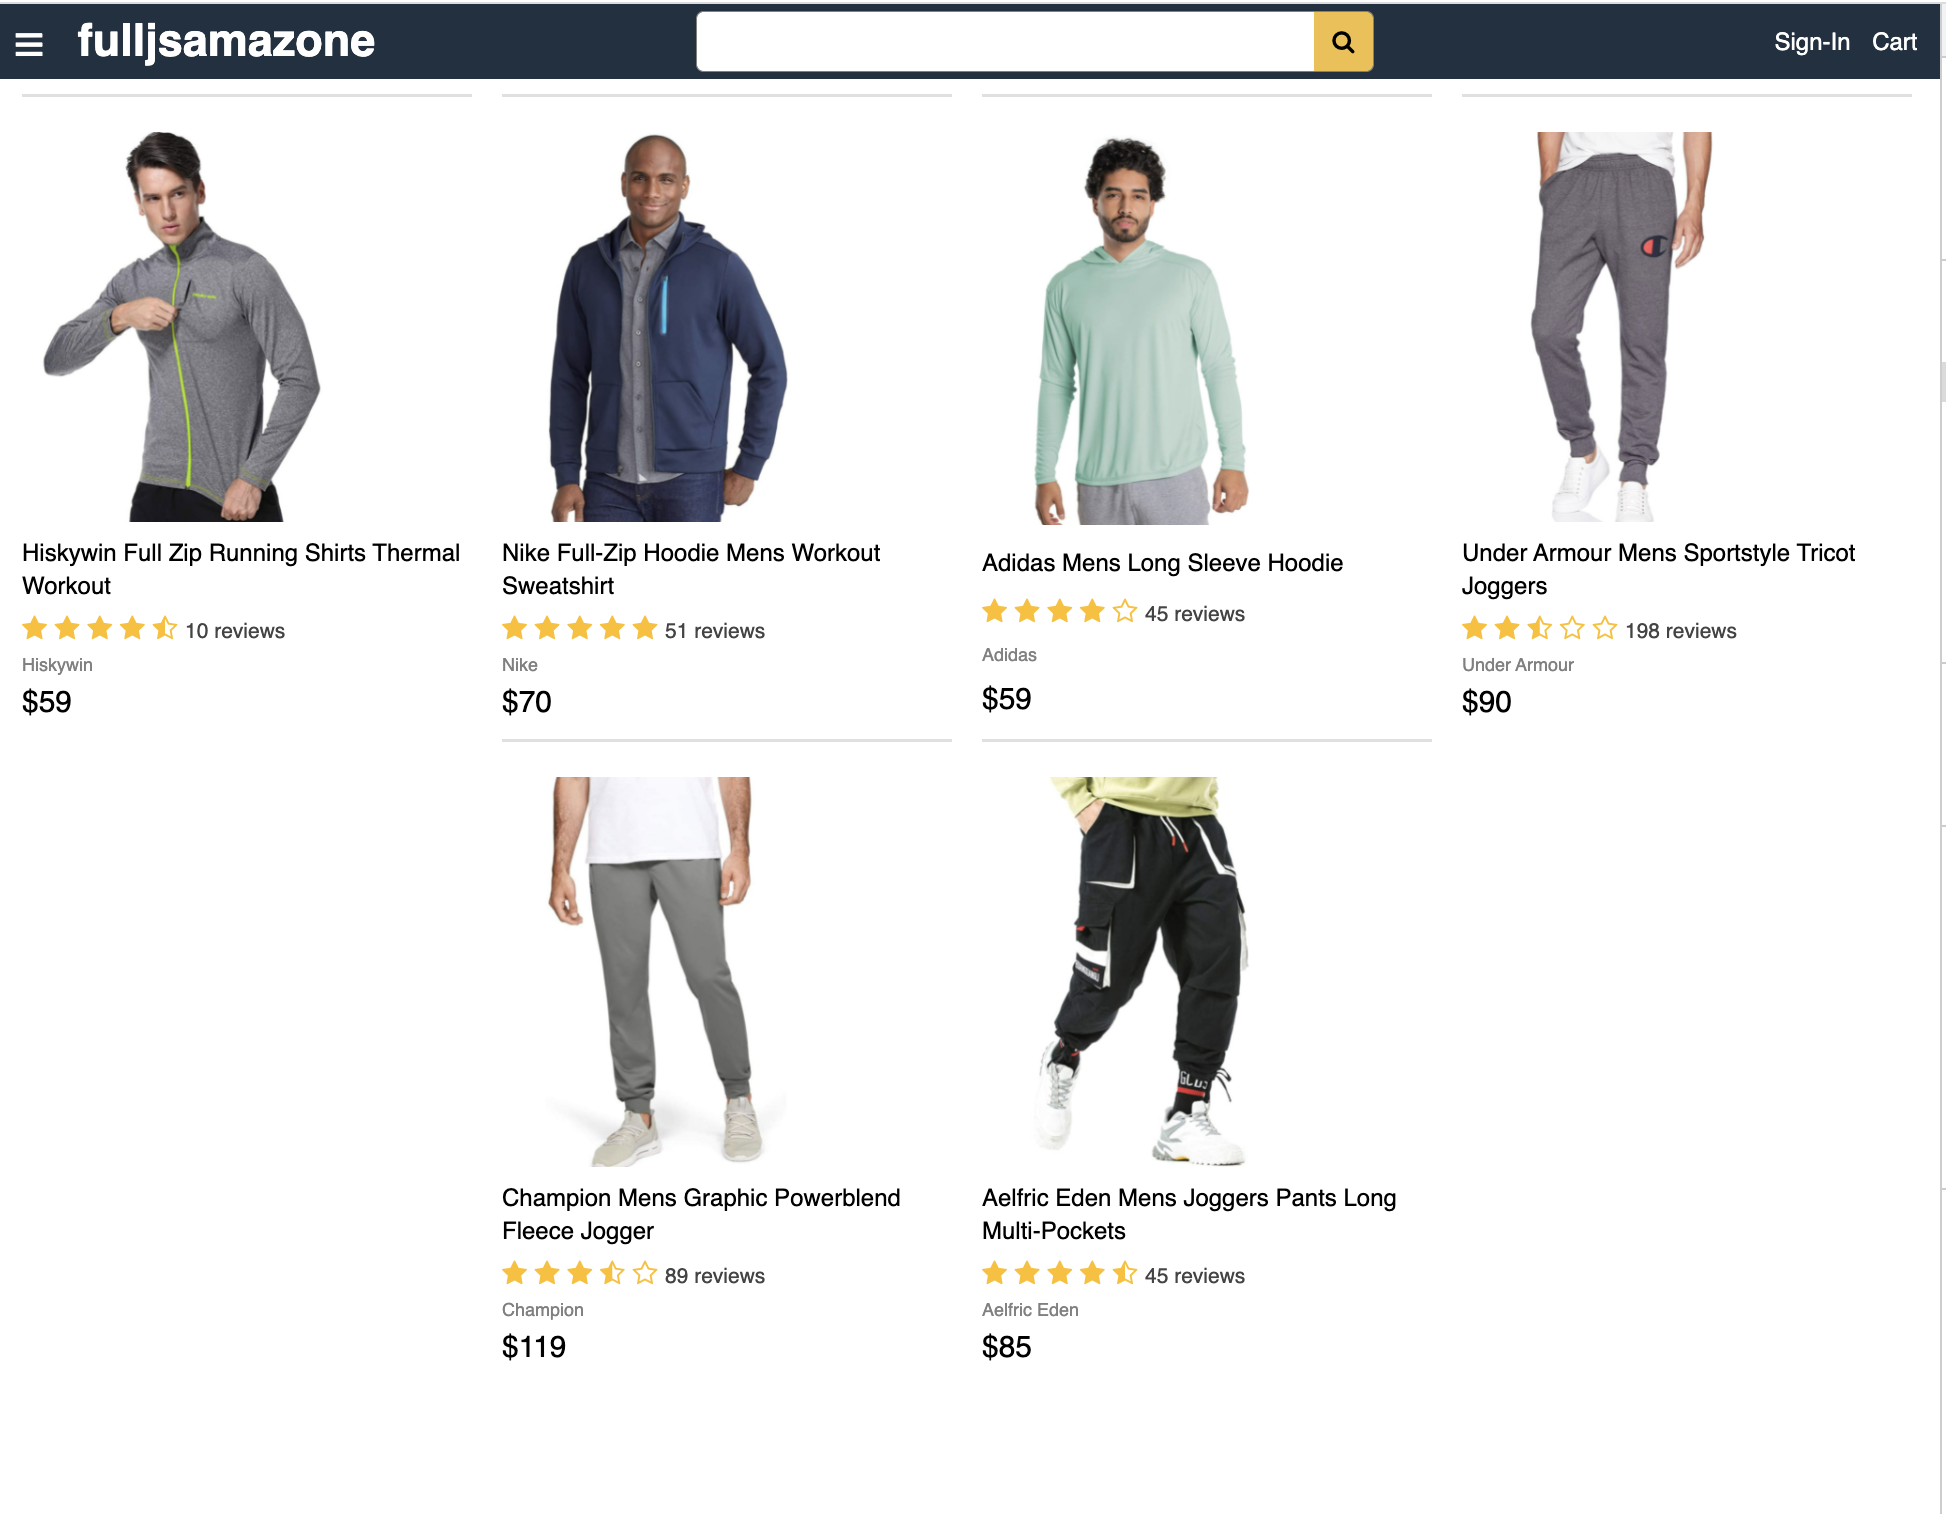 fulljsamazone
Sign-In Cart
Hiskywin Full Zip Running Shirts Thermal
Workout
10 reviews
Hiskywin
$59
Nike Full-Zip Hoodie Mens Workout
Sweatshirt
51 reviews
Nike
$70
Adidas Mens Long Sleeve Hoodie
45 reviews
Adidas
$59
Under Armour Mens Sportstyle Tricot
Joggers
198 reviews
Under Armour
$90
Champion Mens Graphic Powerblend
Fleece Jogger
89 reviews
Champion
$119
Aelfric Eden Mens Joggers Pants Long
Multi-Pockets
45 reviews
Aelfric Eden
$85